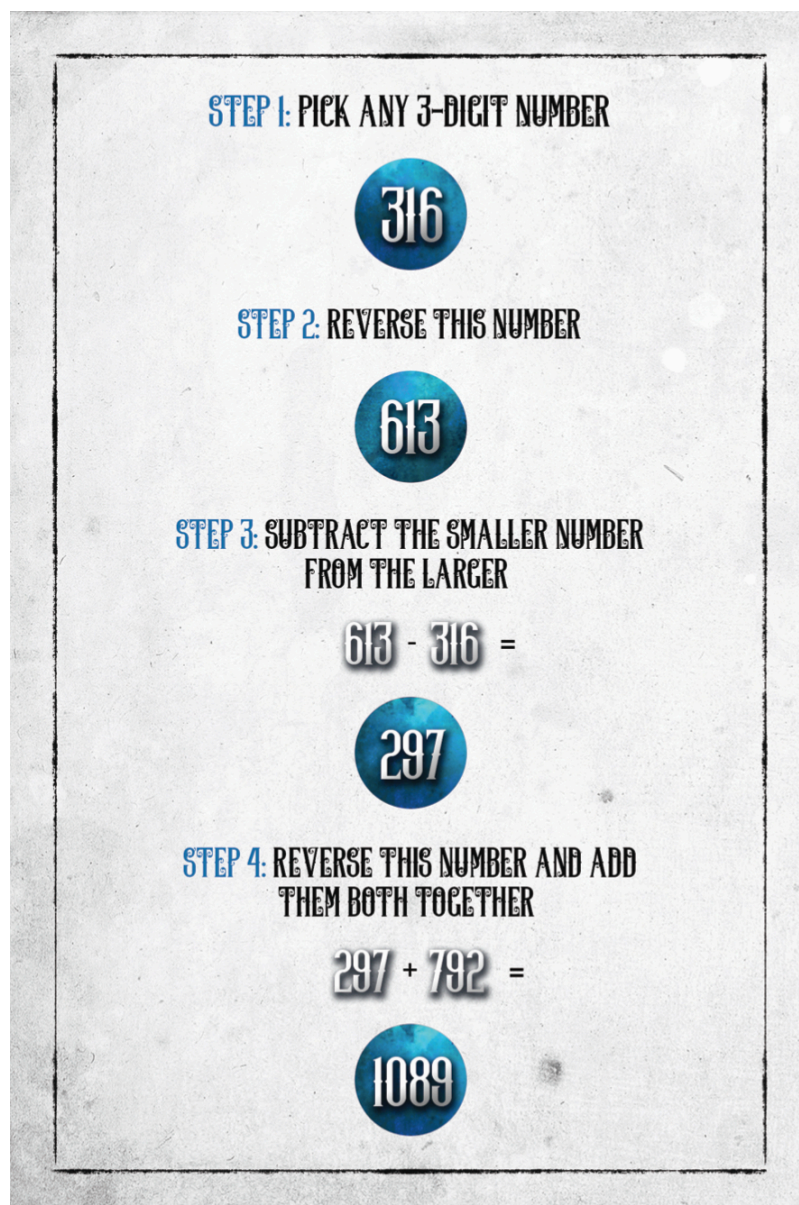 STEP 1: PICK ANY 3-DIGIT NUMBER
316
STEP 2: REVERSE THIS NUMBER
613
STEP 3: SUBTRACT THE SMALLER NUMBER
FROM THE LARGER
613 - 316 =
297
STEP 4: REVERSE THIS NUMBER AND ADD
THEM BOTH TOGETHER
297 + 792 =
1089